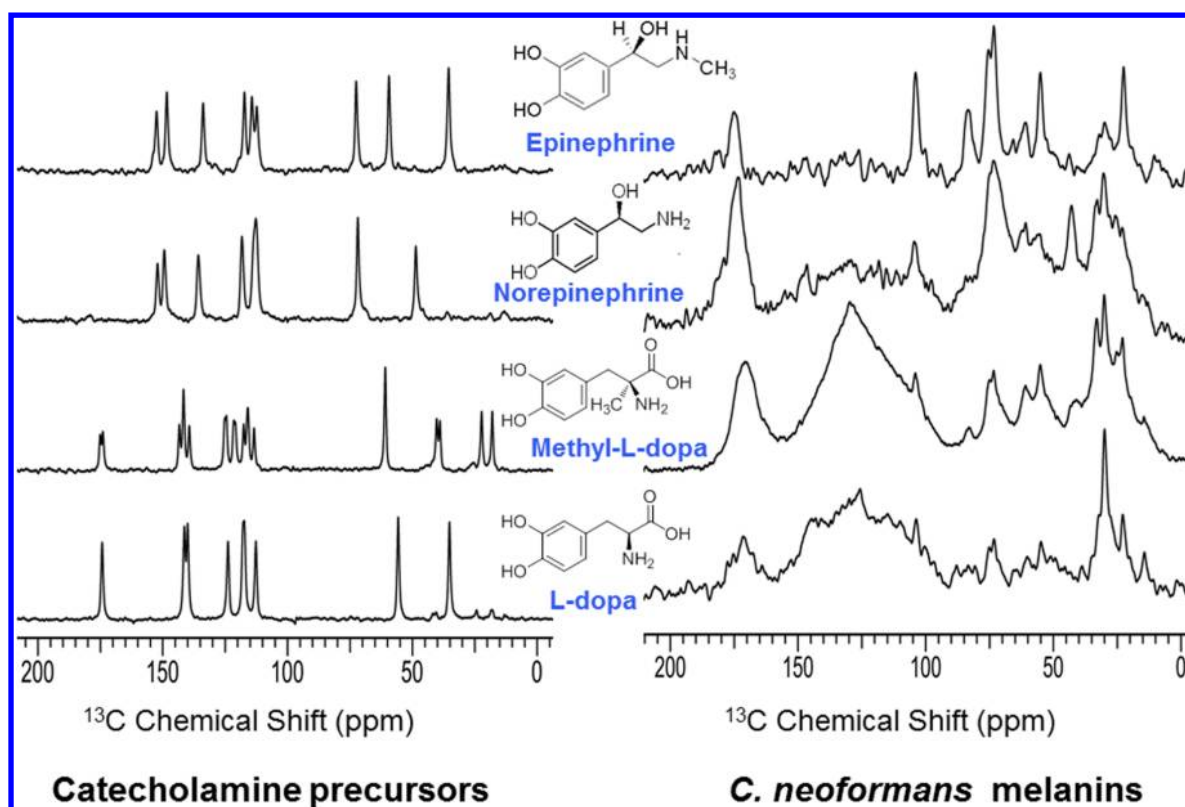 H OH
HO
HO
H
N
CH3
Epinephrine
OH
HO
NH2
HO
Norepinephrine
O
HO
OH
HO
H3C NH2
Methyl-L-dopa
O
HO
OH
HO
NH2
L-dopa
200 150 100 50 0
200 150 100 50 0
13C Chemical Shift (ppm)
13C Chemical Shift (ppm)
Catecholamine precursors
C. neoformans melanins